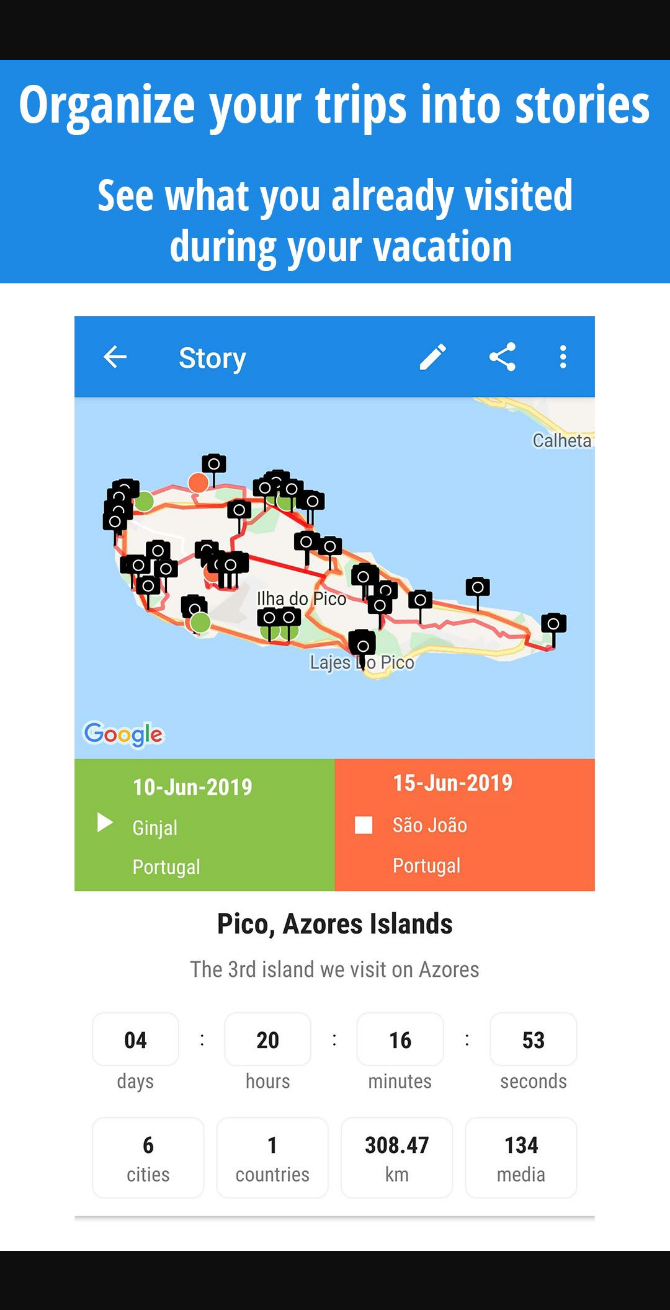 Organize your trips into stories
See what you already visited
during your vacation
Story
Calheta
Ilha do Pico
Lajes Do Pico
Google
10-Jun-2019
Ginjal
Portugal
15-Jun-2019
São João
Portugal
Pico, Azores Islands
The 3rd island we visit on Azores
04 : 20 : 16 : 53
days hours minutes seconds
6 1 308.47 134
cities countries km media